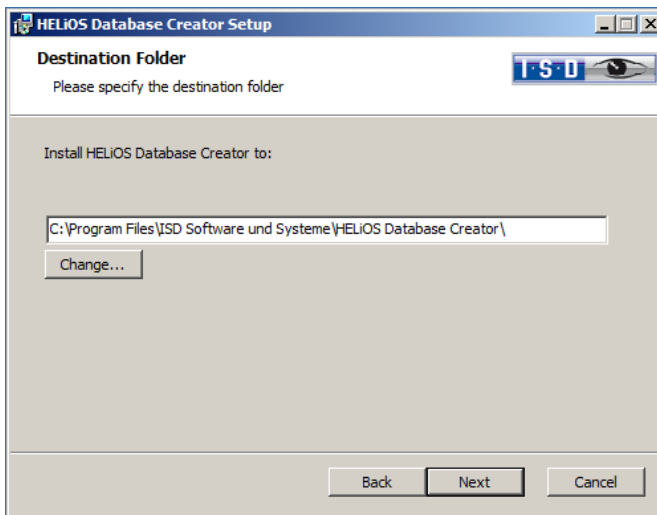 HELiOS Database Creator Setup
Destination Folder
Please specify the destination folder
I·S·D
Install HELiOS Database Creator to:
C:\Program Files\ISD Software und Systeme\HELiOS Database Creator\
Change...
Back Next Cancel